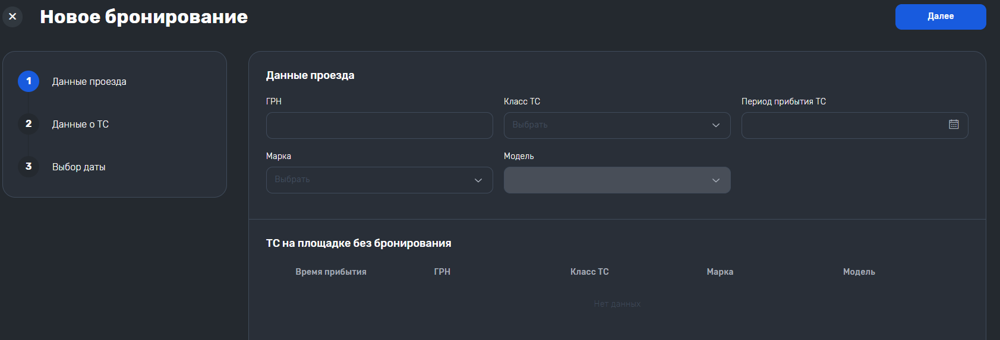 Новое бронирование
Далее
1 Данные проезда
2 Данные о ТС
3 Выбор даты
Данные проезда
ГРН
Класс ТС
Период прибытия ТС
Выбрать
Марка
Модель
Выбрать
ТС на площадке без бронирования
Время прибытия ГРН Класс ТС Марка Модель
Нет данных